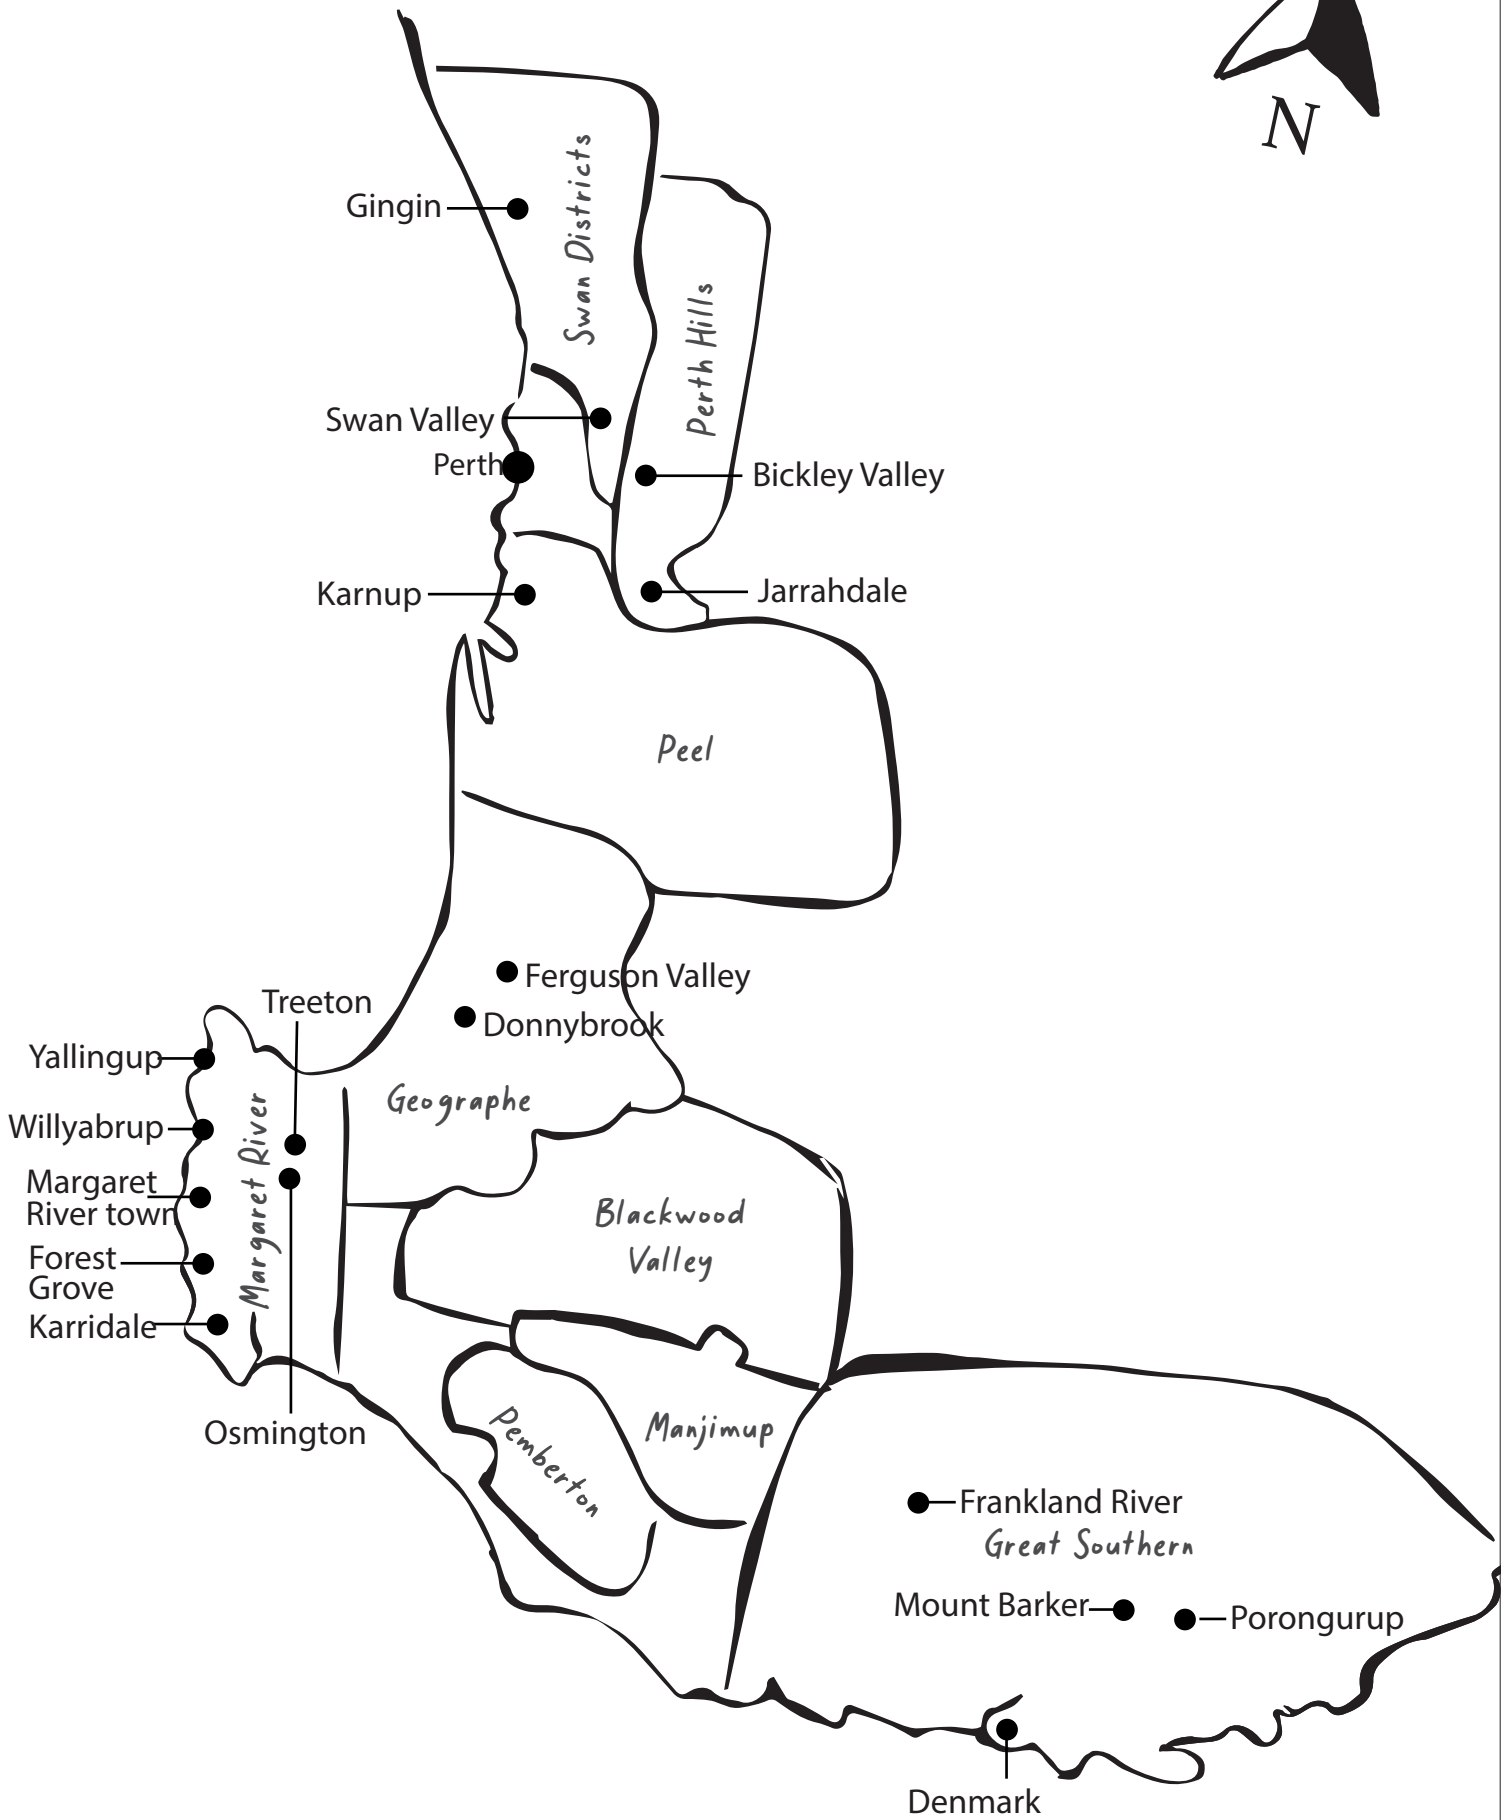 N
Swan Districts
Gingin
Perth Hills
Swan Valley
Perth
Bickley Valley
Karnup
Jarrahdale
Peel
Ferguson Valley
Treeton
Donnybrook
Yallingup
Geographe
Willyabrup
Margaret River
Margaret
River town
Blackwood
Valley
Forest
Grove
Karridale
Osmington
Pemberton
Manjimup
Frankland River
Great Southern
Mount Barker
Porongurup
Denmark